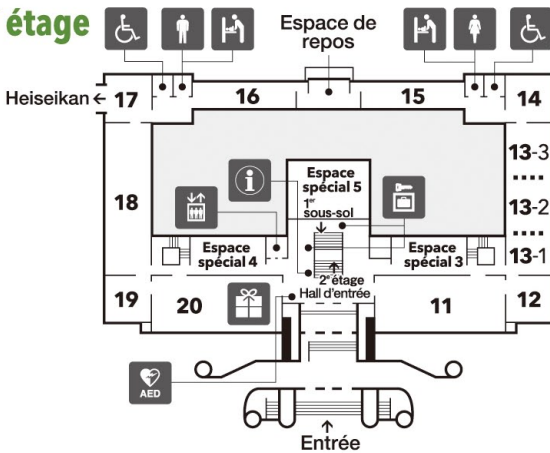 étage
Espace de
repos
Heiseikan ← 17
16
15
14
13-3
Espace
spécial 5
1er
sous-sol
18
13-2
Espace
spécial 4
Espace
spécial 3
13-1
2e étage
Hall d'entrée
19
20
11
12
AED
Entrée